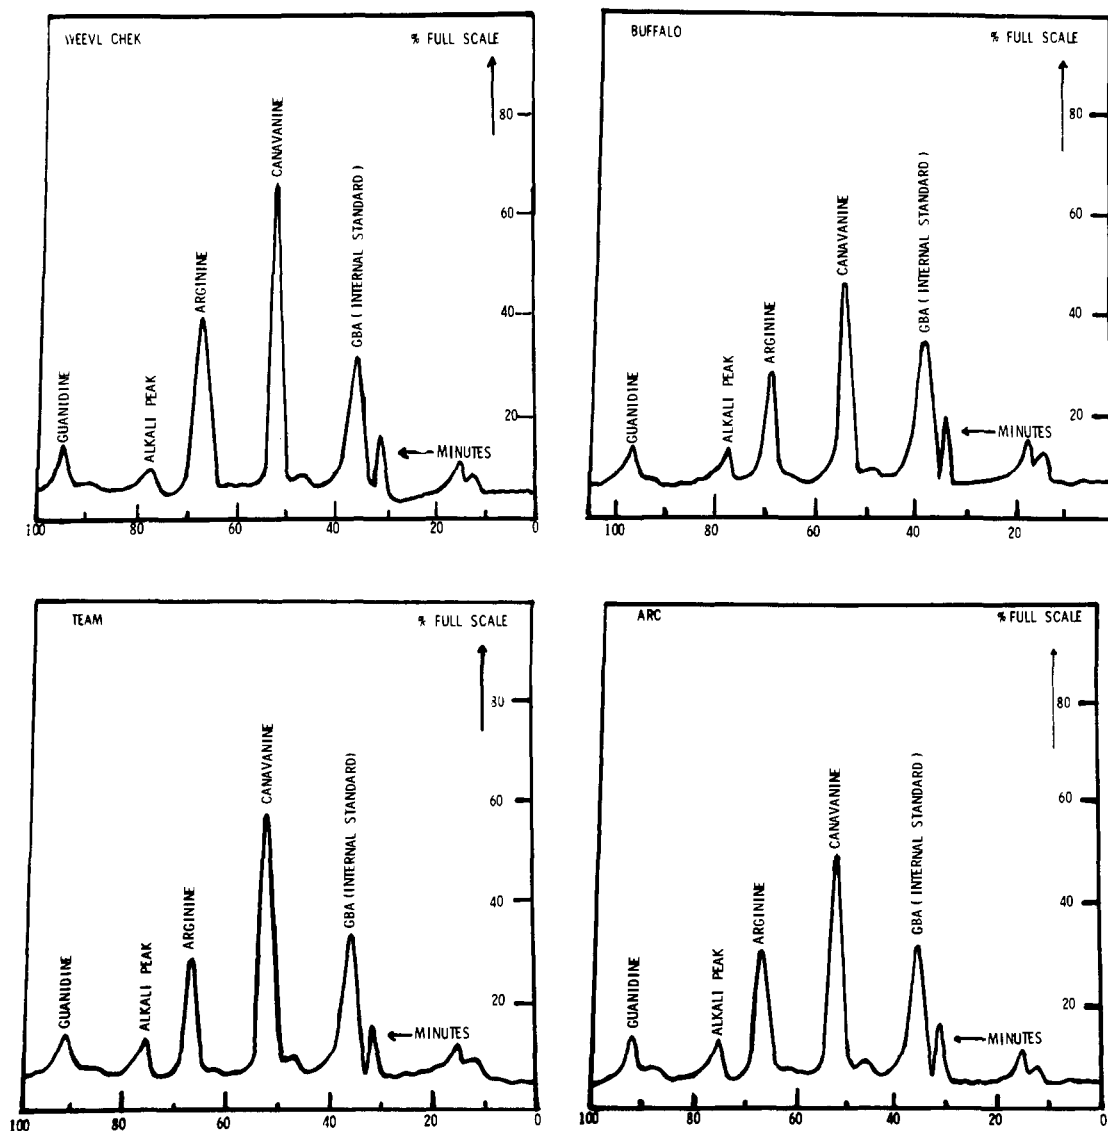 WEEVL CHEK
% FULL SCALE
80
60
40
20
CANAVANINE
GBA (INTERNAL STANDARD)
ARGININE
GUANIDINE
ALKALI PEAK
MINUTES
100 80 60 40 20 0
BUFFALO
% FULL SCALE
80
60
40
20
CANAVANINE
GBA (INTERNAL STANDARD)
ARGININE
ALKALI PEAK
GUANIDINE
MINUTES
100 80 60 40 20
TEAM
% FULL SCALE
80
60
40
20
CANAVANINE
GBA (INTERNAL STANDARD)
ARGININE
ALKALI PEAK
GUANIDINE
MINUTES
100 80 60 40 20 0
ARC
% FULL SCALE
80
60
40
20
CANAVANINE
GBA (INTERNAL STANDARD)
ARGININE
ALKALI PEAK
GUANIDINE
MINUTES
100 80 60 40 20 0